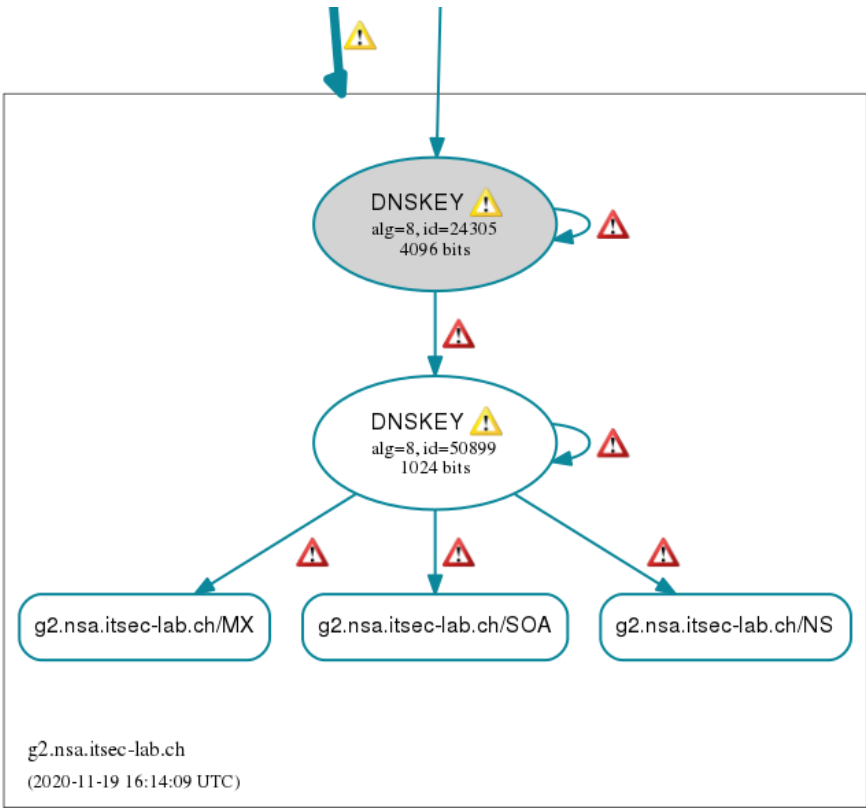 DNSKEY
alg=8, id=24305
4096 bits
DNSKEY
alg=8, id=50899
1024 bits
g2.nsa.itsec-lab.ch/MX
g2.nsa.itsec-lab.ch/SOA
g2.nsa.itsec-lab.ch/NS
g2.nsa.itsec-lab.ch
(2020-11-19 16:14:09 UTC)